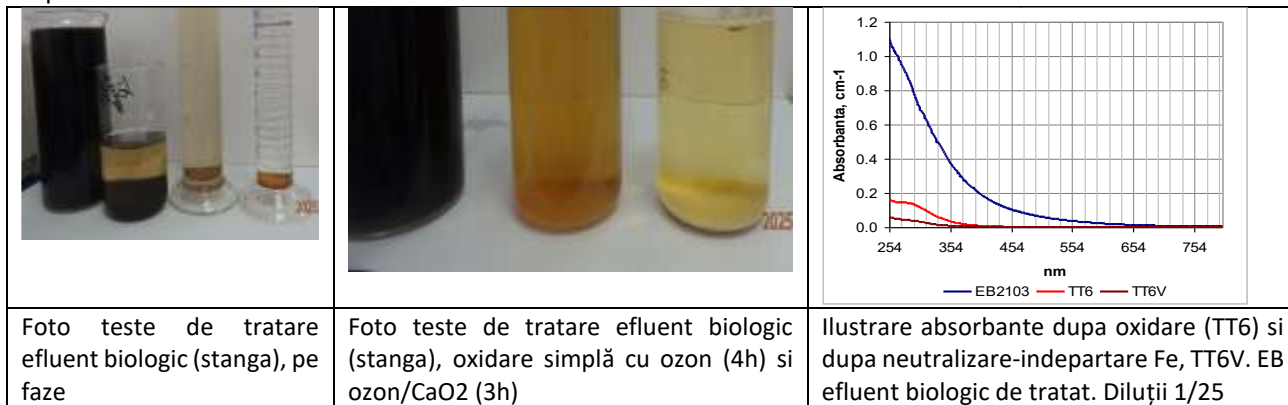 2025
2025
1.2
1.0
0.8
0.6
0.4
0.2
0.0
Absorbanta, cm-1
254 354 454 554 654 754
nm
EB2103 TT6 TT6V
Foto teste de tratare
efluent biologic (stanga), pe
faze
Foto teste de tratare efluent biologic
(stanga), oxidare simplă cu ozon (4h) si
ozon/CaO2 (3h)
Ilustrare absorbante dupa oxidare (TT6) si
dupa neutralizare-indepartare Fe, TT6V. EB
efluent biologic de tratat. Diluții 1/25